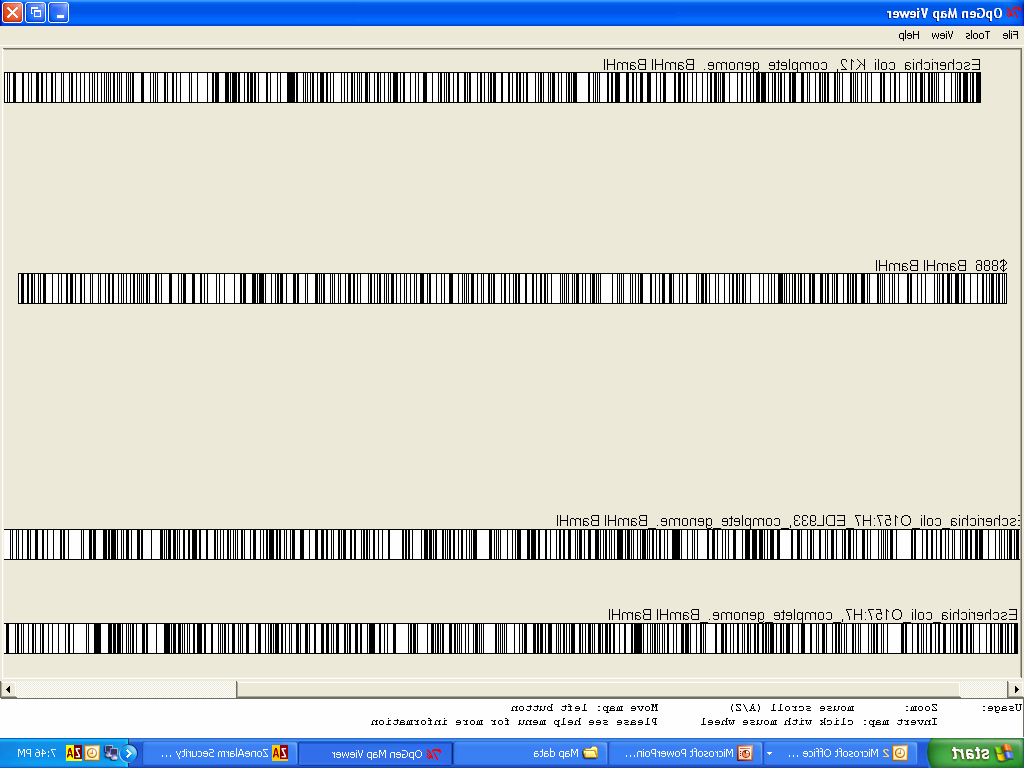 OpGen Map Viewer
File Tools View Help
Escherichia_coli_K12,_complete_genome._BamHI BamHI
$886_BamHI BamHI
Escherichia_coli_O157:H7_EDL933,_complete_genome._BamHI BamHI
Escherichia_coli_O157:H7,_complete_genome._BamHI BamHI
Usage: Zoom: mouse scroll (A/Z) Move map: left button
Invert map: click with mouse wheel Please see help menu for more information
start 2 Microsoft Office ... Microsoft PowerPoin... Map data OpGen Map Viewer ZoneAlarm Security ... 7:46 PM